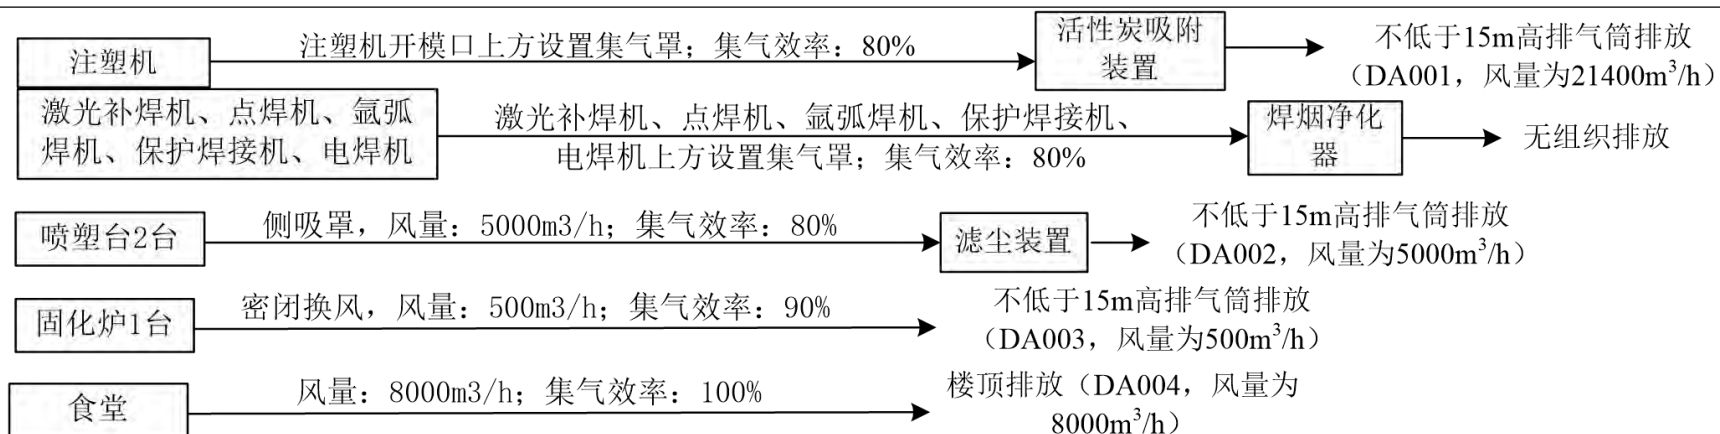 注塑机
注塑机开模口上方设置集气罩；集气效率：80%
活性炭吸附
装置
不低于15m高排气筒排放
（DA001，风量为21400m³/h）
激光补焊机、点焊机、氩弧
焊机、保护焊接机、电焊机
激光补焊机、点焊机、氩弧焊机、保护焊接机、
电焊机上方设置集气罩；集气效率：80%
焊烟净化
器
无组织排放
喷塑台2台
侧吸罩，风量：5000m3/h；集气效率：80%
滤尘装置
不低于15m高排气筒排放
（DA002，风量为5000m³/h）
固化炉1台
密闭换风，风量：500m3/h；集气效率：90%
不低于15m高排气筒排放
（DA003，风量为500m³/h）
食堂
风量：8000m3/h；集气效率：100%
楼顶排放（DA004，风量为
8000m³/h）